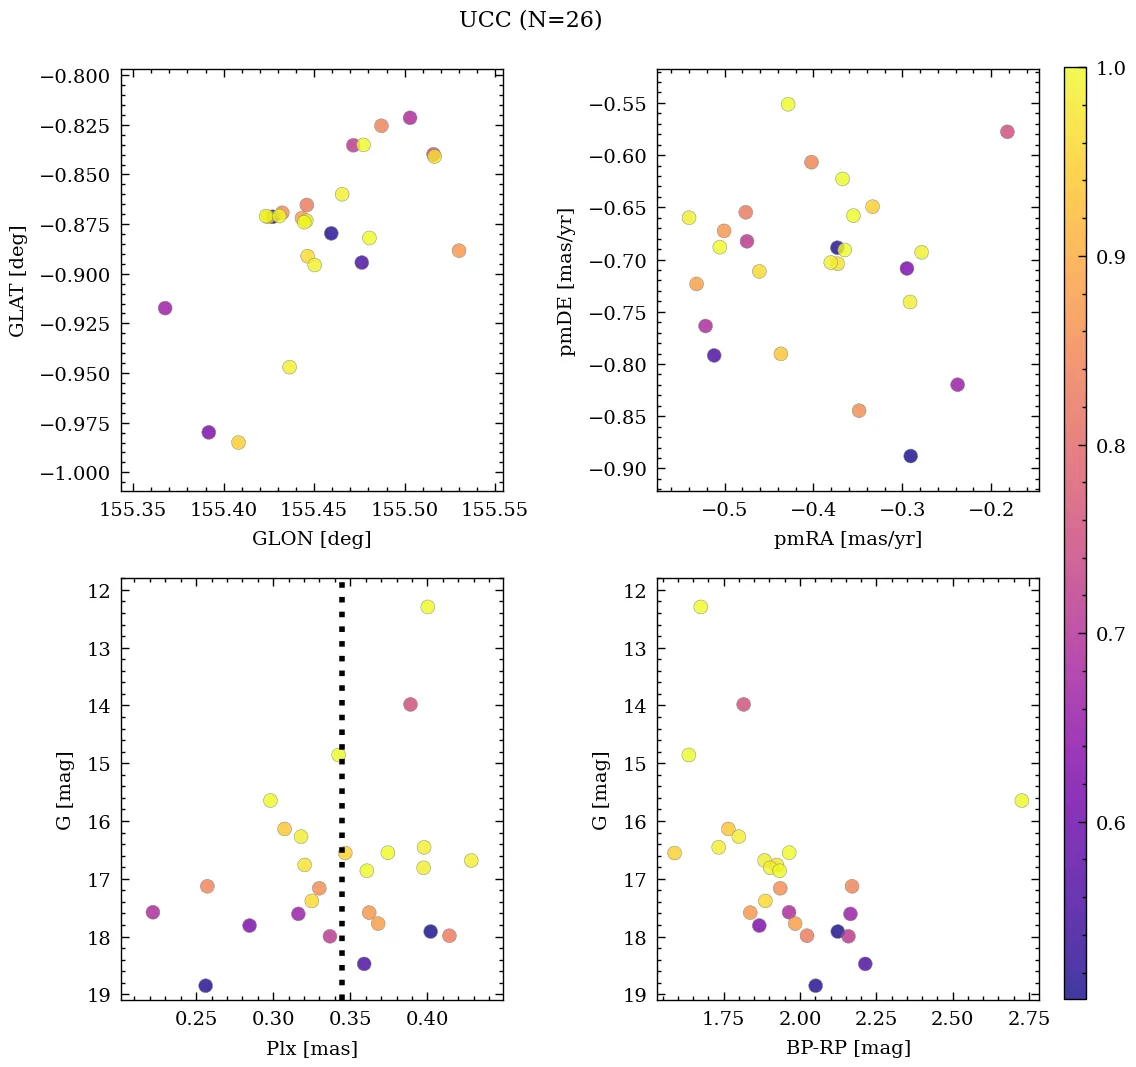 UCC (N=26)
−0.800
−0.825
−0.850
−0.875
−0.900
−0.925
−0.950
−0.975
−1.000
GLAT [deg]
155.35 155.40 155.45 155.50 155.55
GLON [deg]
−0.55
−0.60
−0.65
−0.70
−0.75
−0.80
−0.85
−0.90
pmDE [mas/yr]
−0.5 −0.4 −0.3 −0.2
pmRA [mas/yr]
12
13
14
15
16
17
18
19
G [mag]
0.25 0.30 0.35 0.40
Plx [mas]
12
13
14
15
16
17
18
19
G [mag]
1.75 2.00 2.25 2.50 2.75
BP-RP [mag]
1.0
0.9
0.8
0.7
0.6